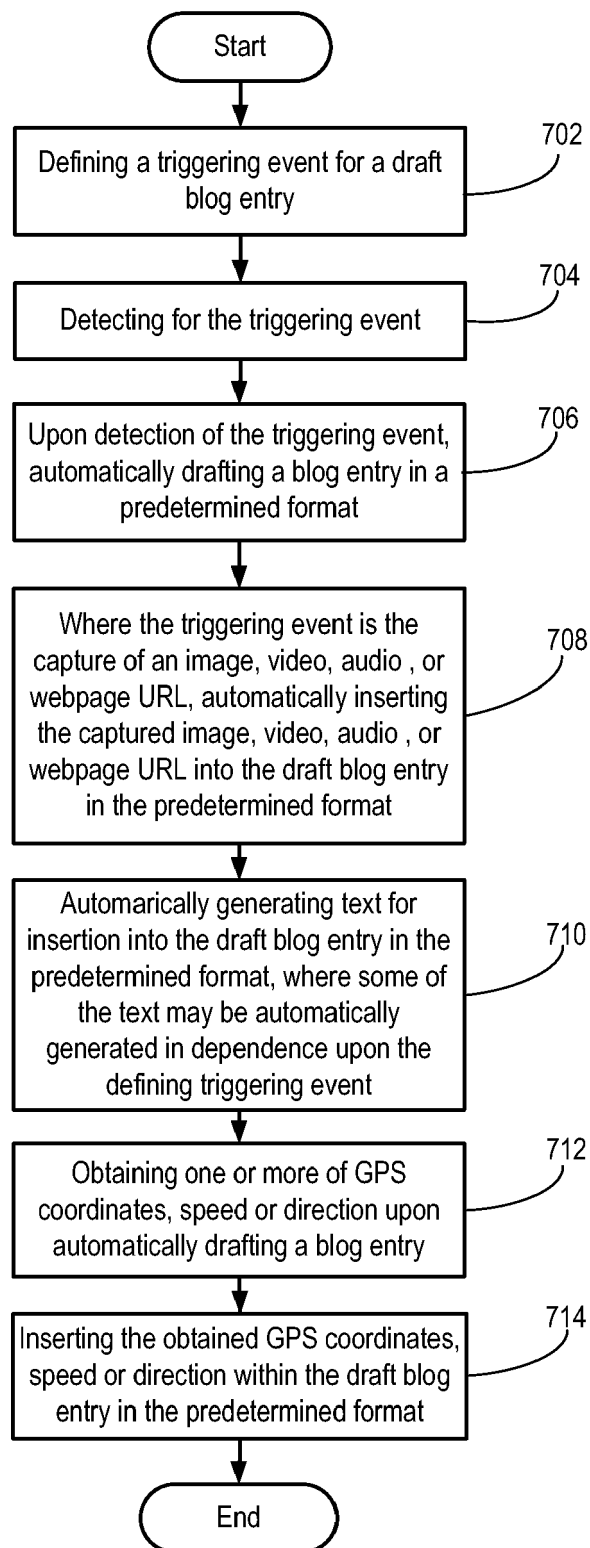 Start
702
Defining a triggering event for a draft
blog entry
704
Detecting for the triggering event
706
Upon detection of the triggering event,
automatically drafting a blog entry in a
predetermined format
708
Where the triggering event is the
capture of an image, video, audio , or
webpage URL, automatically inserting
the captured image, video, audio , or
webpage URL into the draft blog entry
in the predetermined format
710
Automarically generating text for
insertion into the draft blog entry in the
predetermined format, where some of
the text may be automatically
generated in dependence upon the
defining triggering event
712
Obtaining one or more of GPS
coordinates, speed or direction upon
automatically drafting a blog entry
714
Inserting the obtained GPS coordinates,
speed or direction within the draft blog
entry in the predetermined format
End